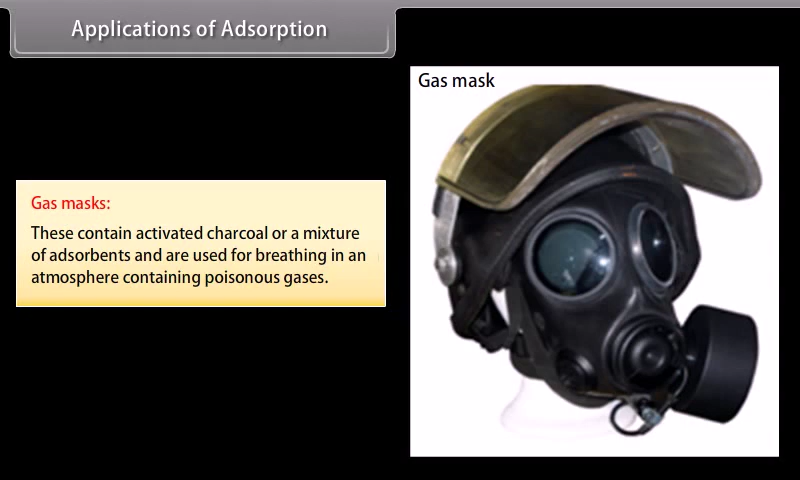 Applications of Adsorption
Gas mask
Gas masks:
These contain activated charcoal or a mixture
of adsorbents and are used for breathing in an
atmosphere containing poisonous gases.